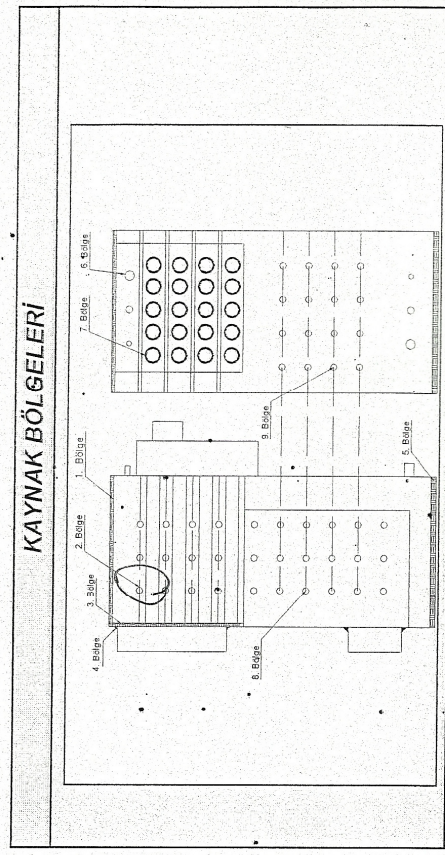 KAYNAK BÖLGELERİ
1. Bölge
2. Bölge
3. Bölge
4. Bölge
5. Bölge
6. Bölge
7. Bölge
8. Bölge
9. Bölge